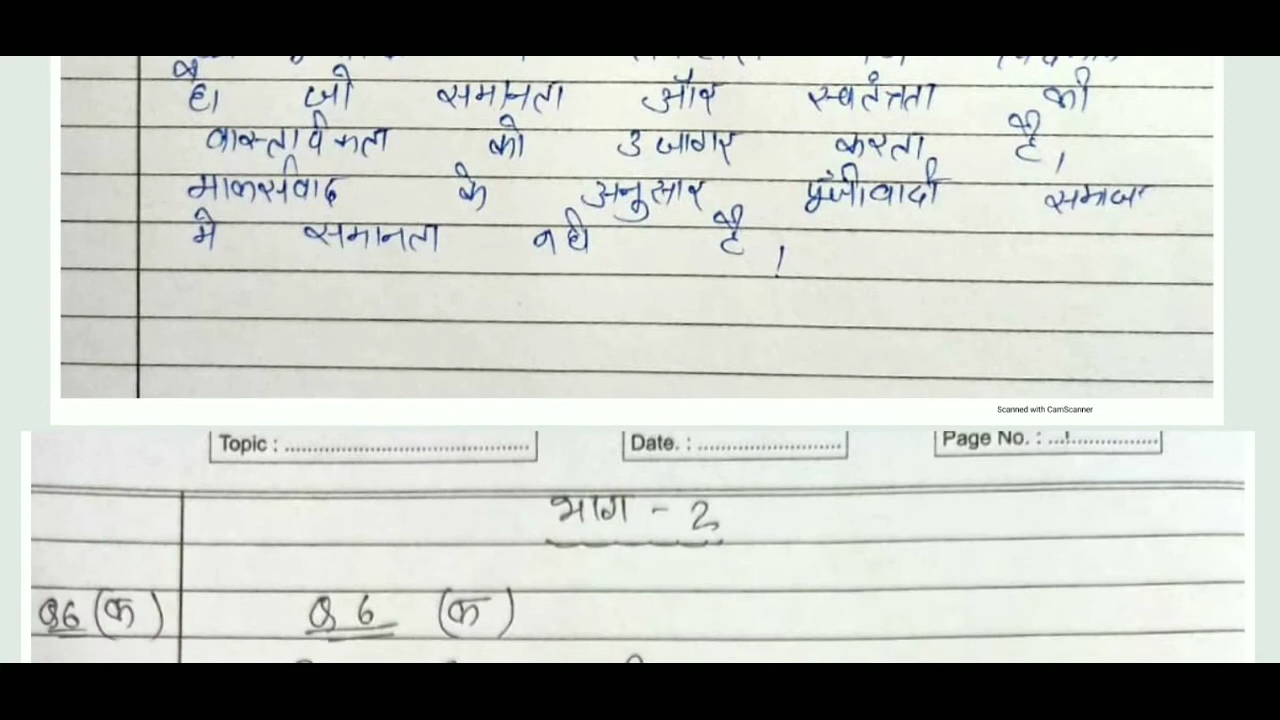 है। जो समानता और स्वतंत्रता की
वास्तविकता को उजागर करता है,
मार्क्सवाद के अनुसार पूंजीवादी समाज
मे समानता नही है।
Scanned with CamScanner
Topic : ....................................................
Date. : ..............................
Page No. : ...1...................
भाग - 2
Q6 (क) Q 6 (क)